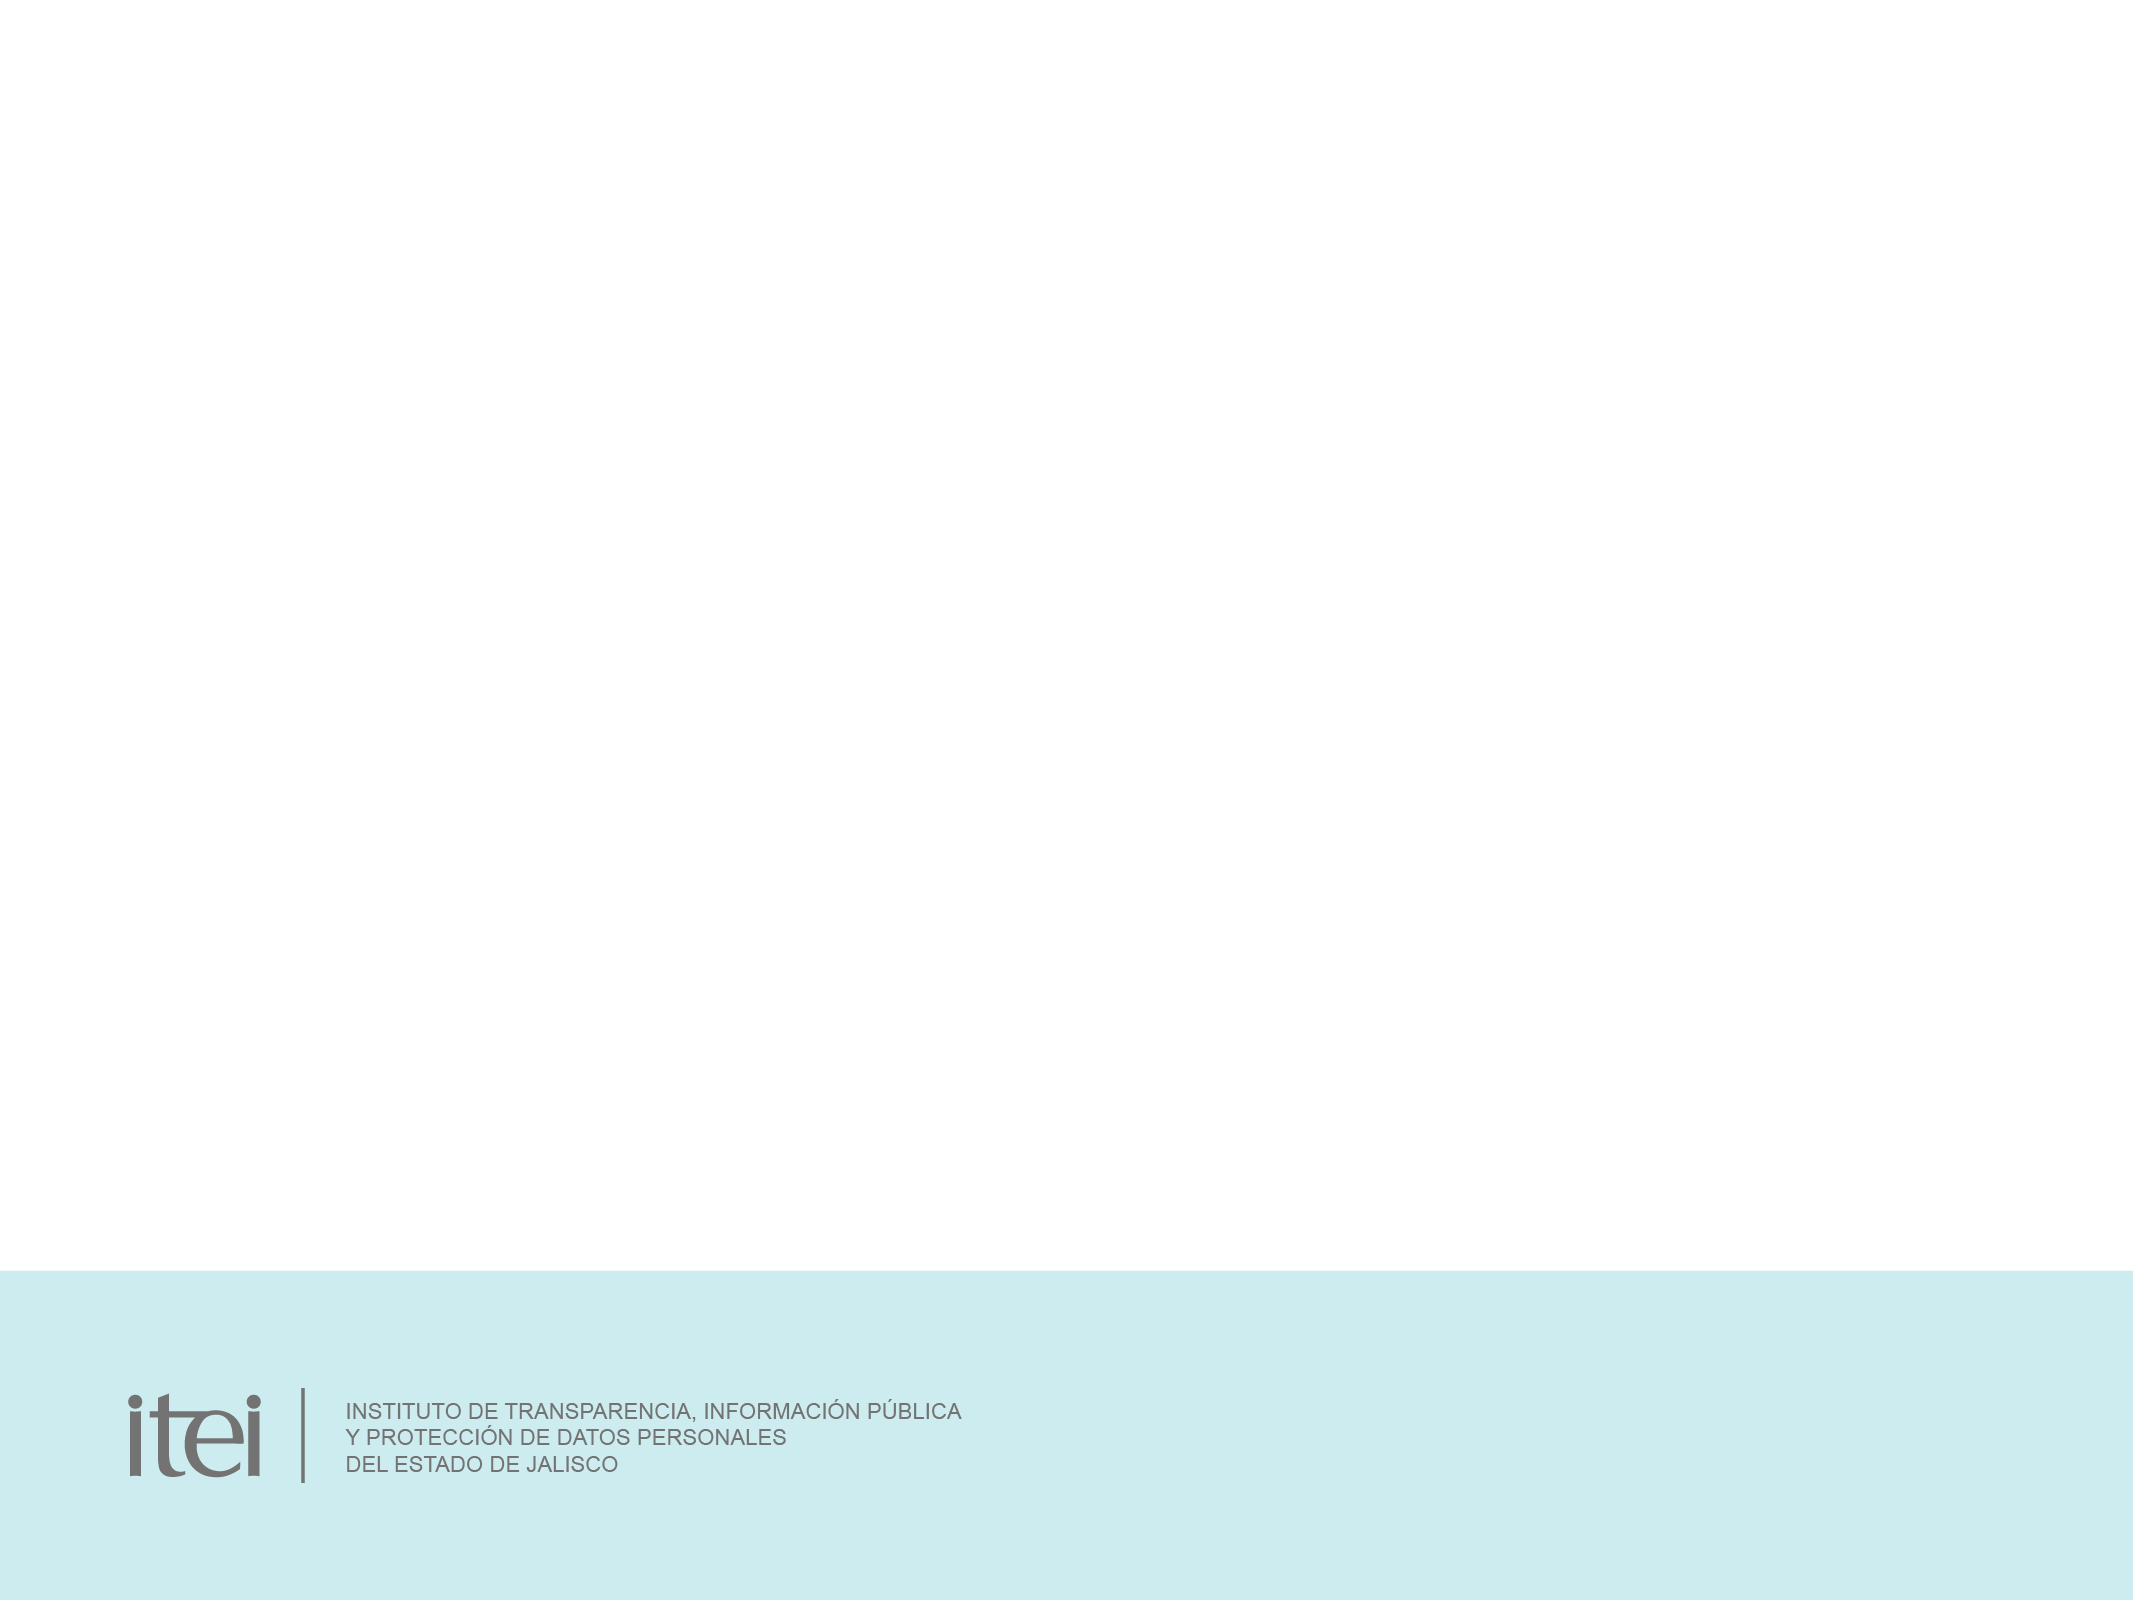 itei
INSTITUTO DE TRANSPARENCIA, INFORMACIÓN PÚBLICA
Y PROTECCIÓN DE DATOS PERSONALES
DEL ESTADO DE JALISCO